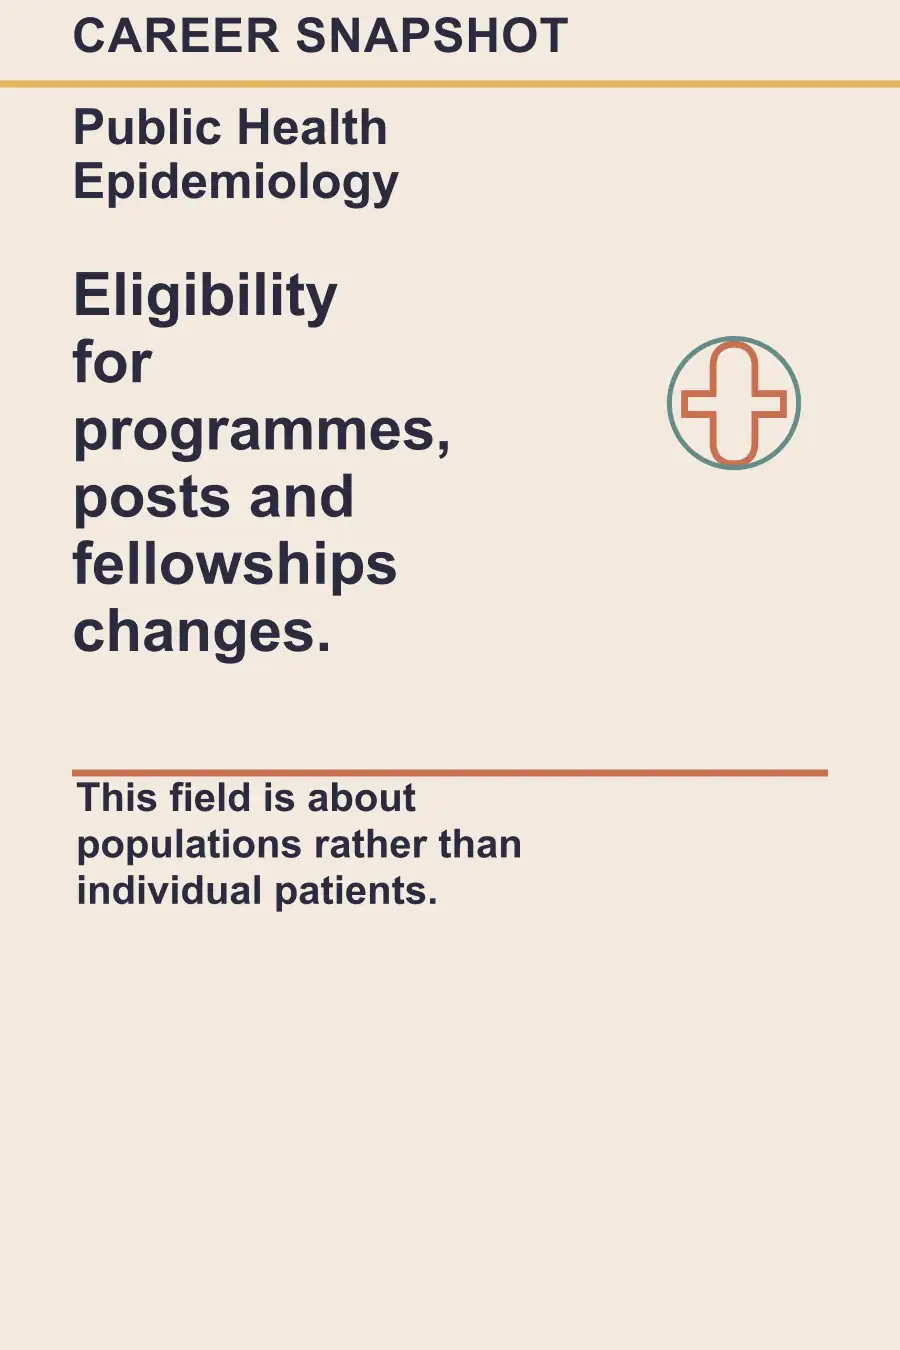 CAREER SNAPSHOT
Public Health
Epidemiology
Eligibility
for
programmes,
posts and
fellowships
changes.
This field is about
populations rather than
individual patients.